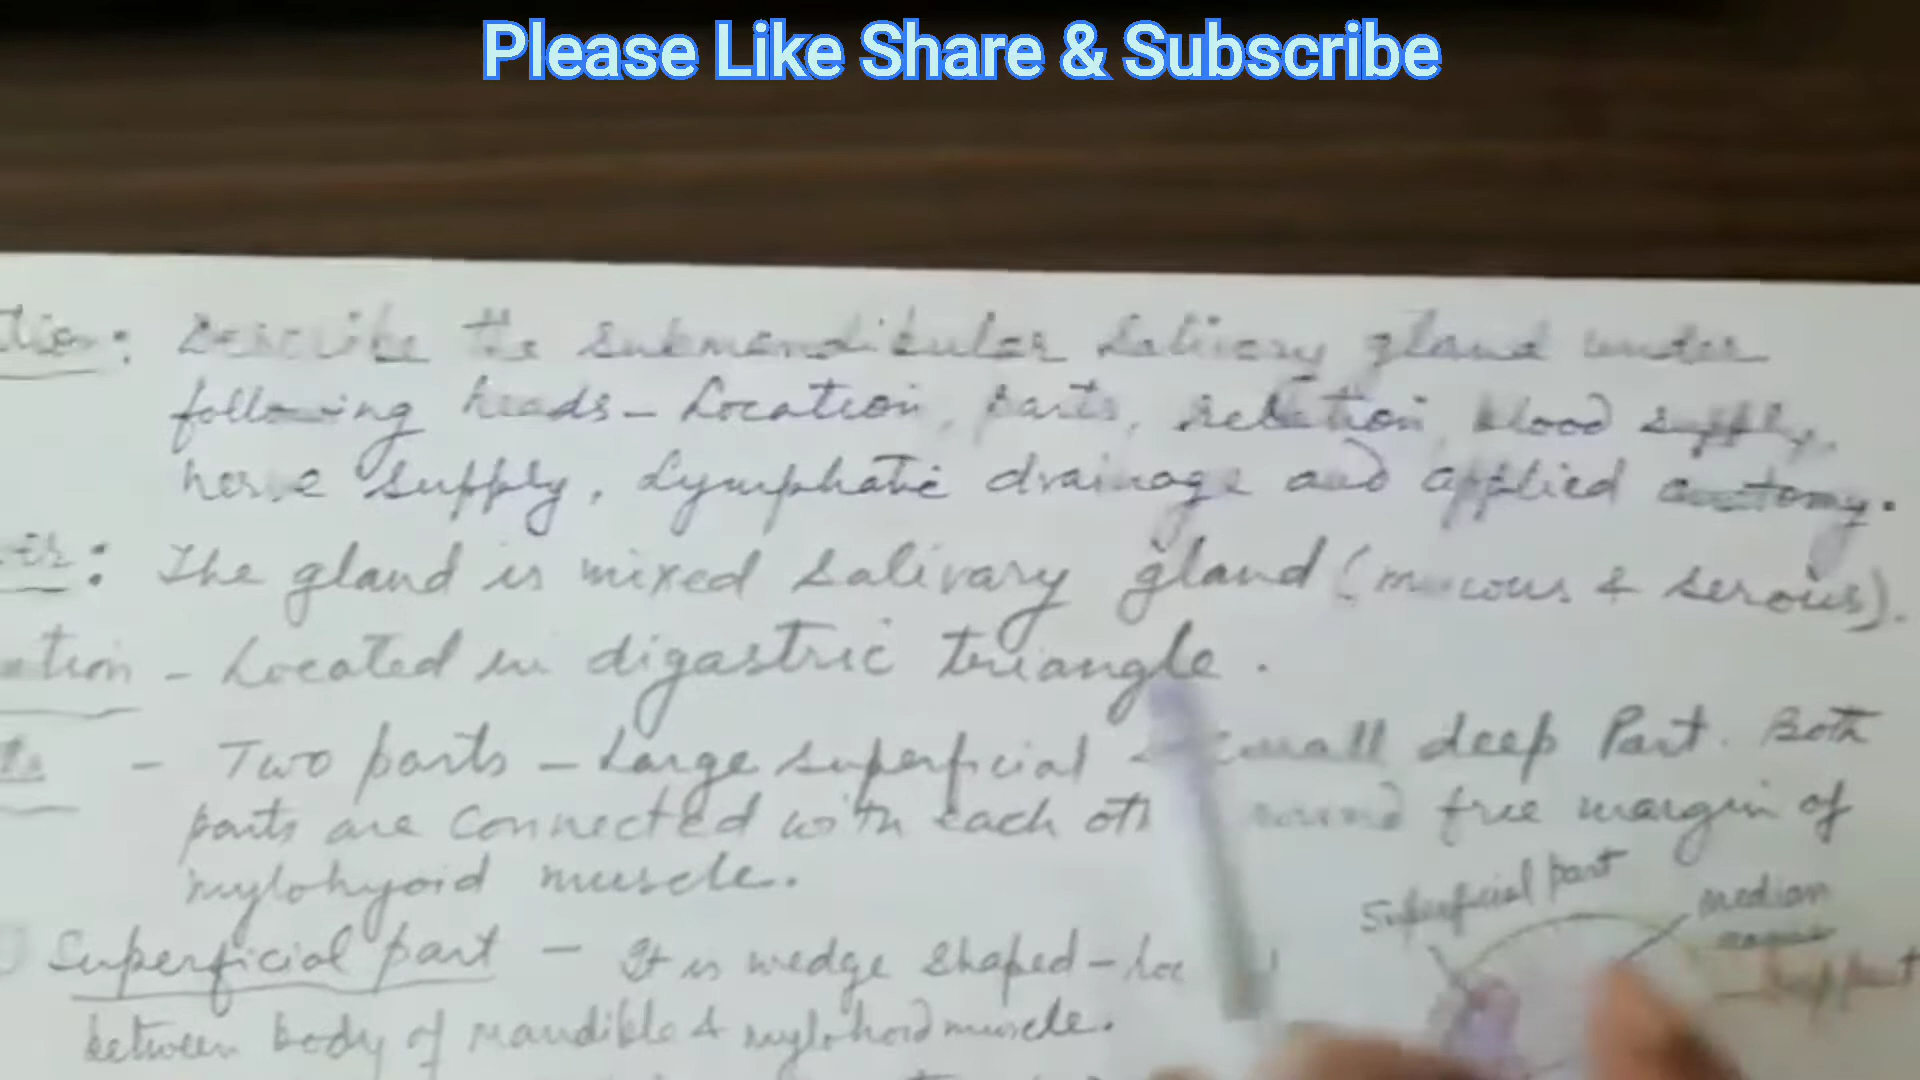 Please Like Share & Subscribe
Describe the submandibular salivary gland under
following heads - Location, parts, relation, blood supply,
nerve supply, Lymphatic drainage and applied anatomy.
The gland is mixed salivary gland (mucous & serous).
- Located in digastric triangle.
- Two parts - Large superficial small deep Part. Both
parts are connected with each free margin of
mylohyoid muscle.
Superficial part - It is wedge shaped -
between body of mandible & mylohyoid muscle.
Superficial part
median
deep part